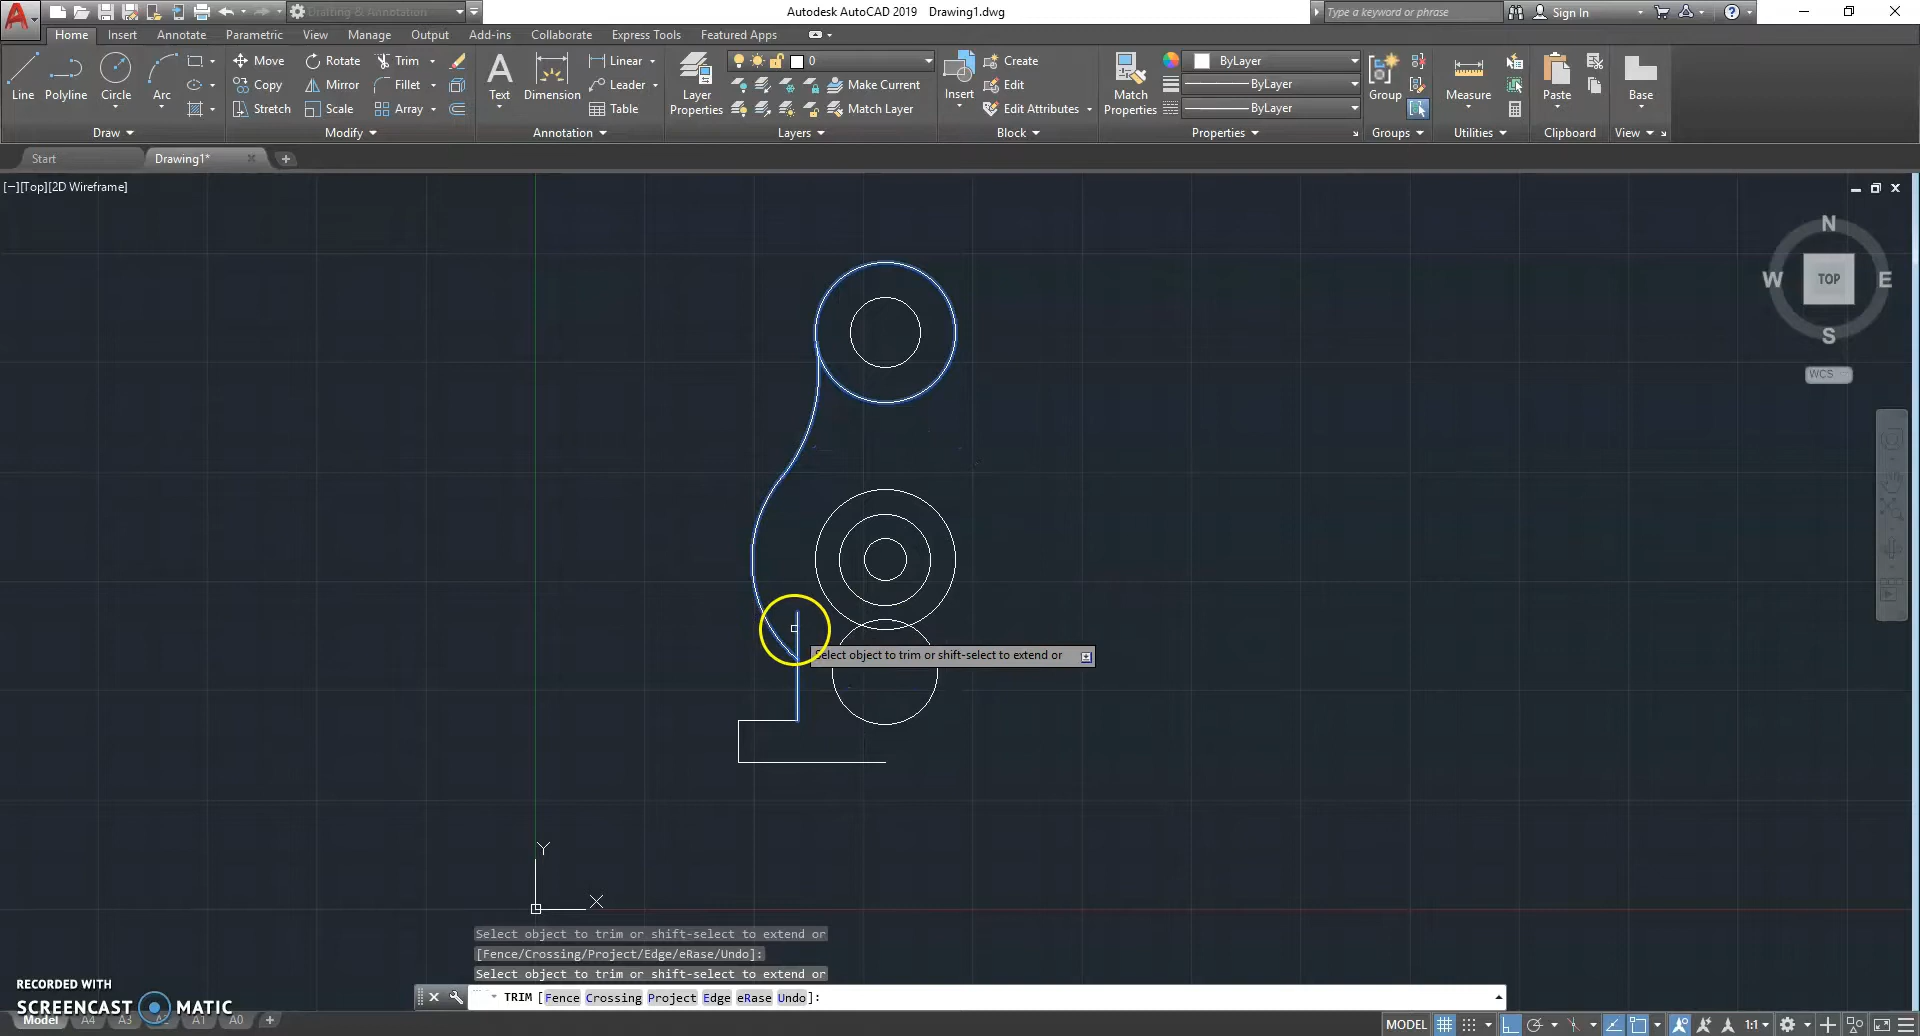 Drafting & Annotation
Autodesk AutoCAD 2019 Drawing1.dwg
Type a keyword or phrase
Sign In
Home Insert Annotate Parametric View Manage Output Add-ins Collaborate Express Tools Featured Apps
Line Polyline Circle Arc
Move Rotate Trim
Copy Mirror Fillet
Stretch Scale Array
Text Dimension
Linear
Leader
Table
Layer Properties
0
Make Current
Match Layer
Insert
Create
Edit
Edit Attributes
Match Properties
ByLayer
ByLayer
ByLayer
Group
Measure
Paste
Base
Draw Modify Annotation Layers Block Properties Groups Utilities Clipboard View
Start Drawing1*
[−][Top][2D Wireframe]
N
W TOP E
S
WCS
Select object to trim or shift-select to extend or
Y
X
Select object to trim or shift-select to extend or
[Fence/Crossing/Project/Edge/eRase/Undo]:
Select object to trim or shift-select to extend or
TRIM [Fence Crossing Project Edge eRase Undo]:
RECORDED WITH
SCREENCAST MATIC
Model A4 A3 A2 A1 A0
MODEL 1:1